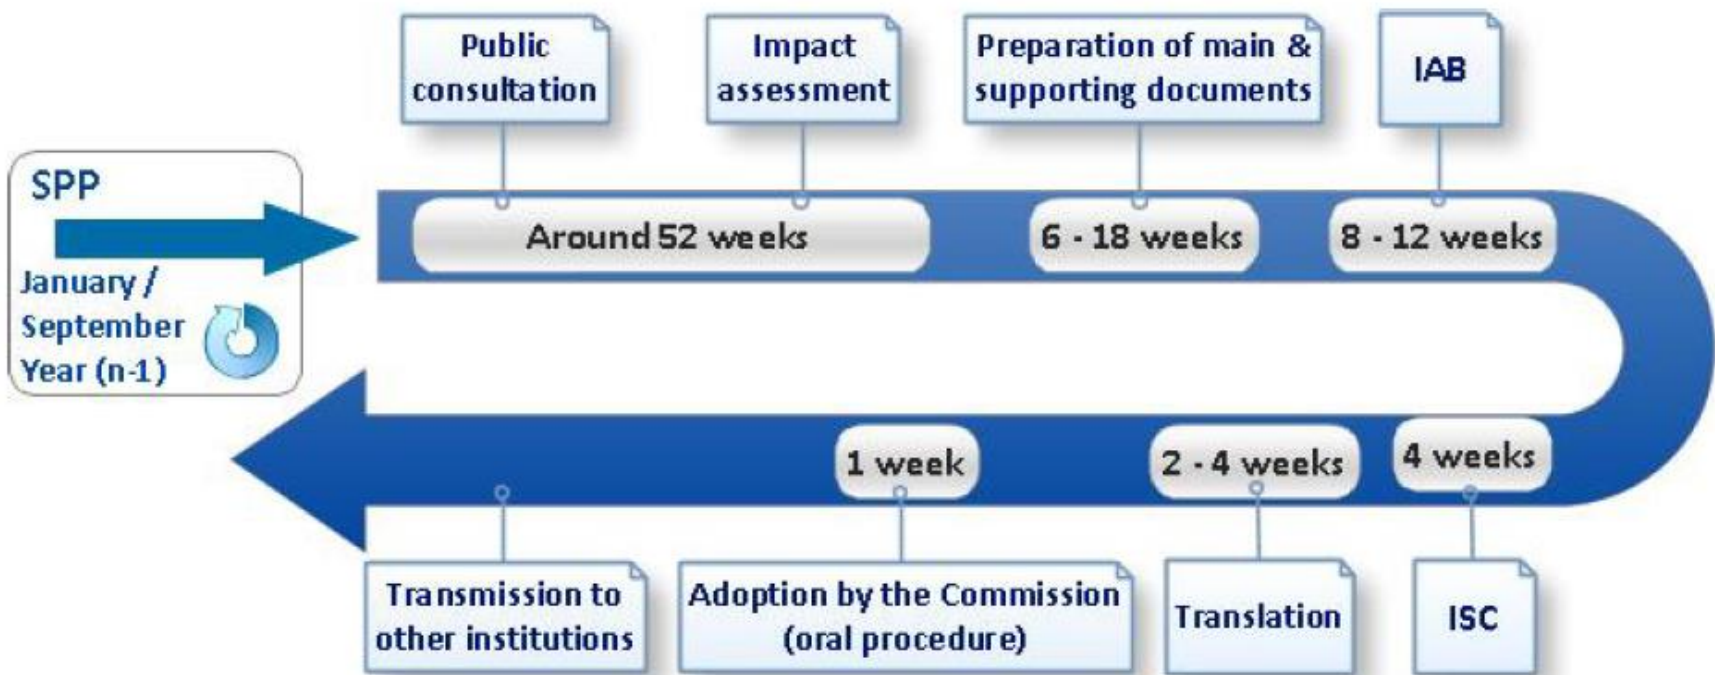 SPP
January /
September
Year (n-1)
Public
consultation
Impact
assessment
Preparation of main &
supporting documents
IAB
Around 52 weeks
6 - 18 weeks
8 - 12 weeks
4 weeks
2 - 4 weeks
1 week
ISC
Translation
Adoption by the Commission
(oral procedure)
Transmission to
other institutions